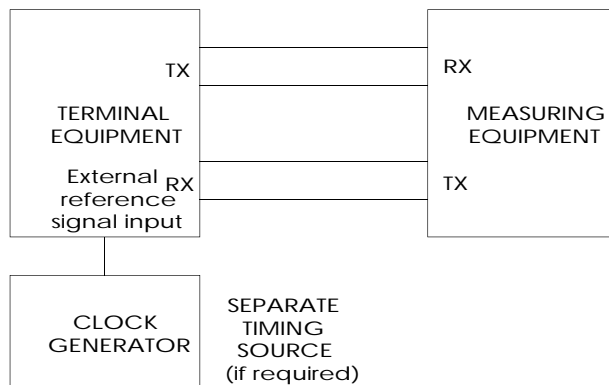 TX
RX
TERMINAL
EQUIPMENT
MEASURING
EQUIPMENT
External
reference
signal input
RX
TX
CLOCK
GENERATOR
SEPARATE
TIMING
SOURCE
(if required)